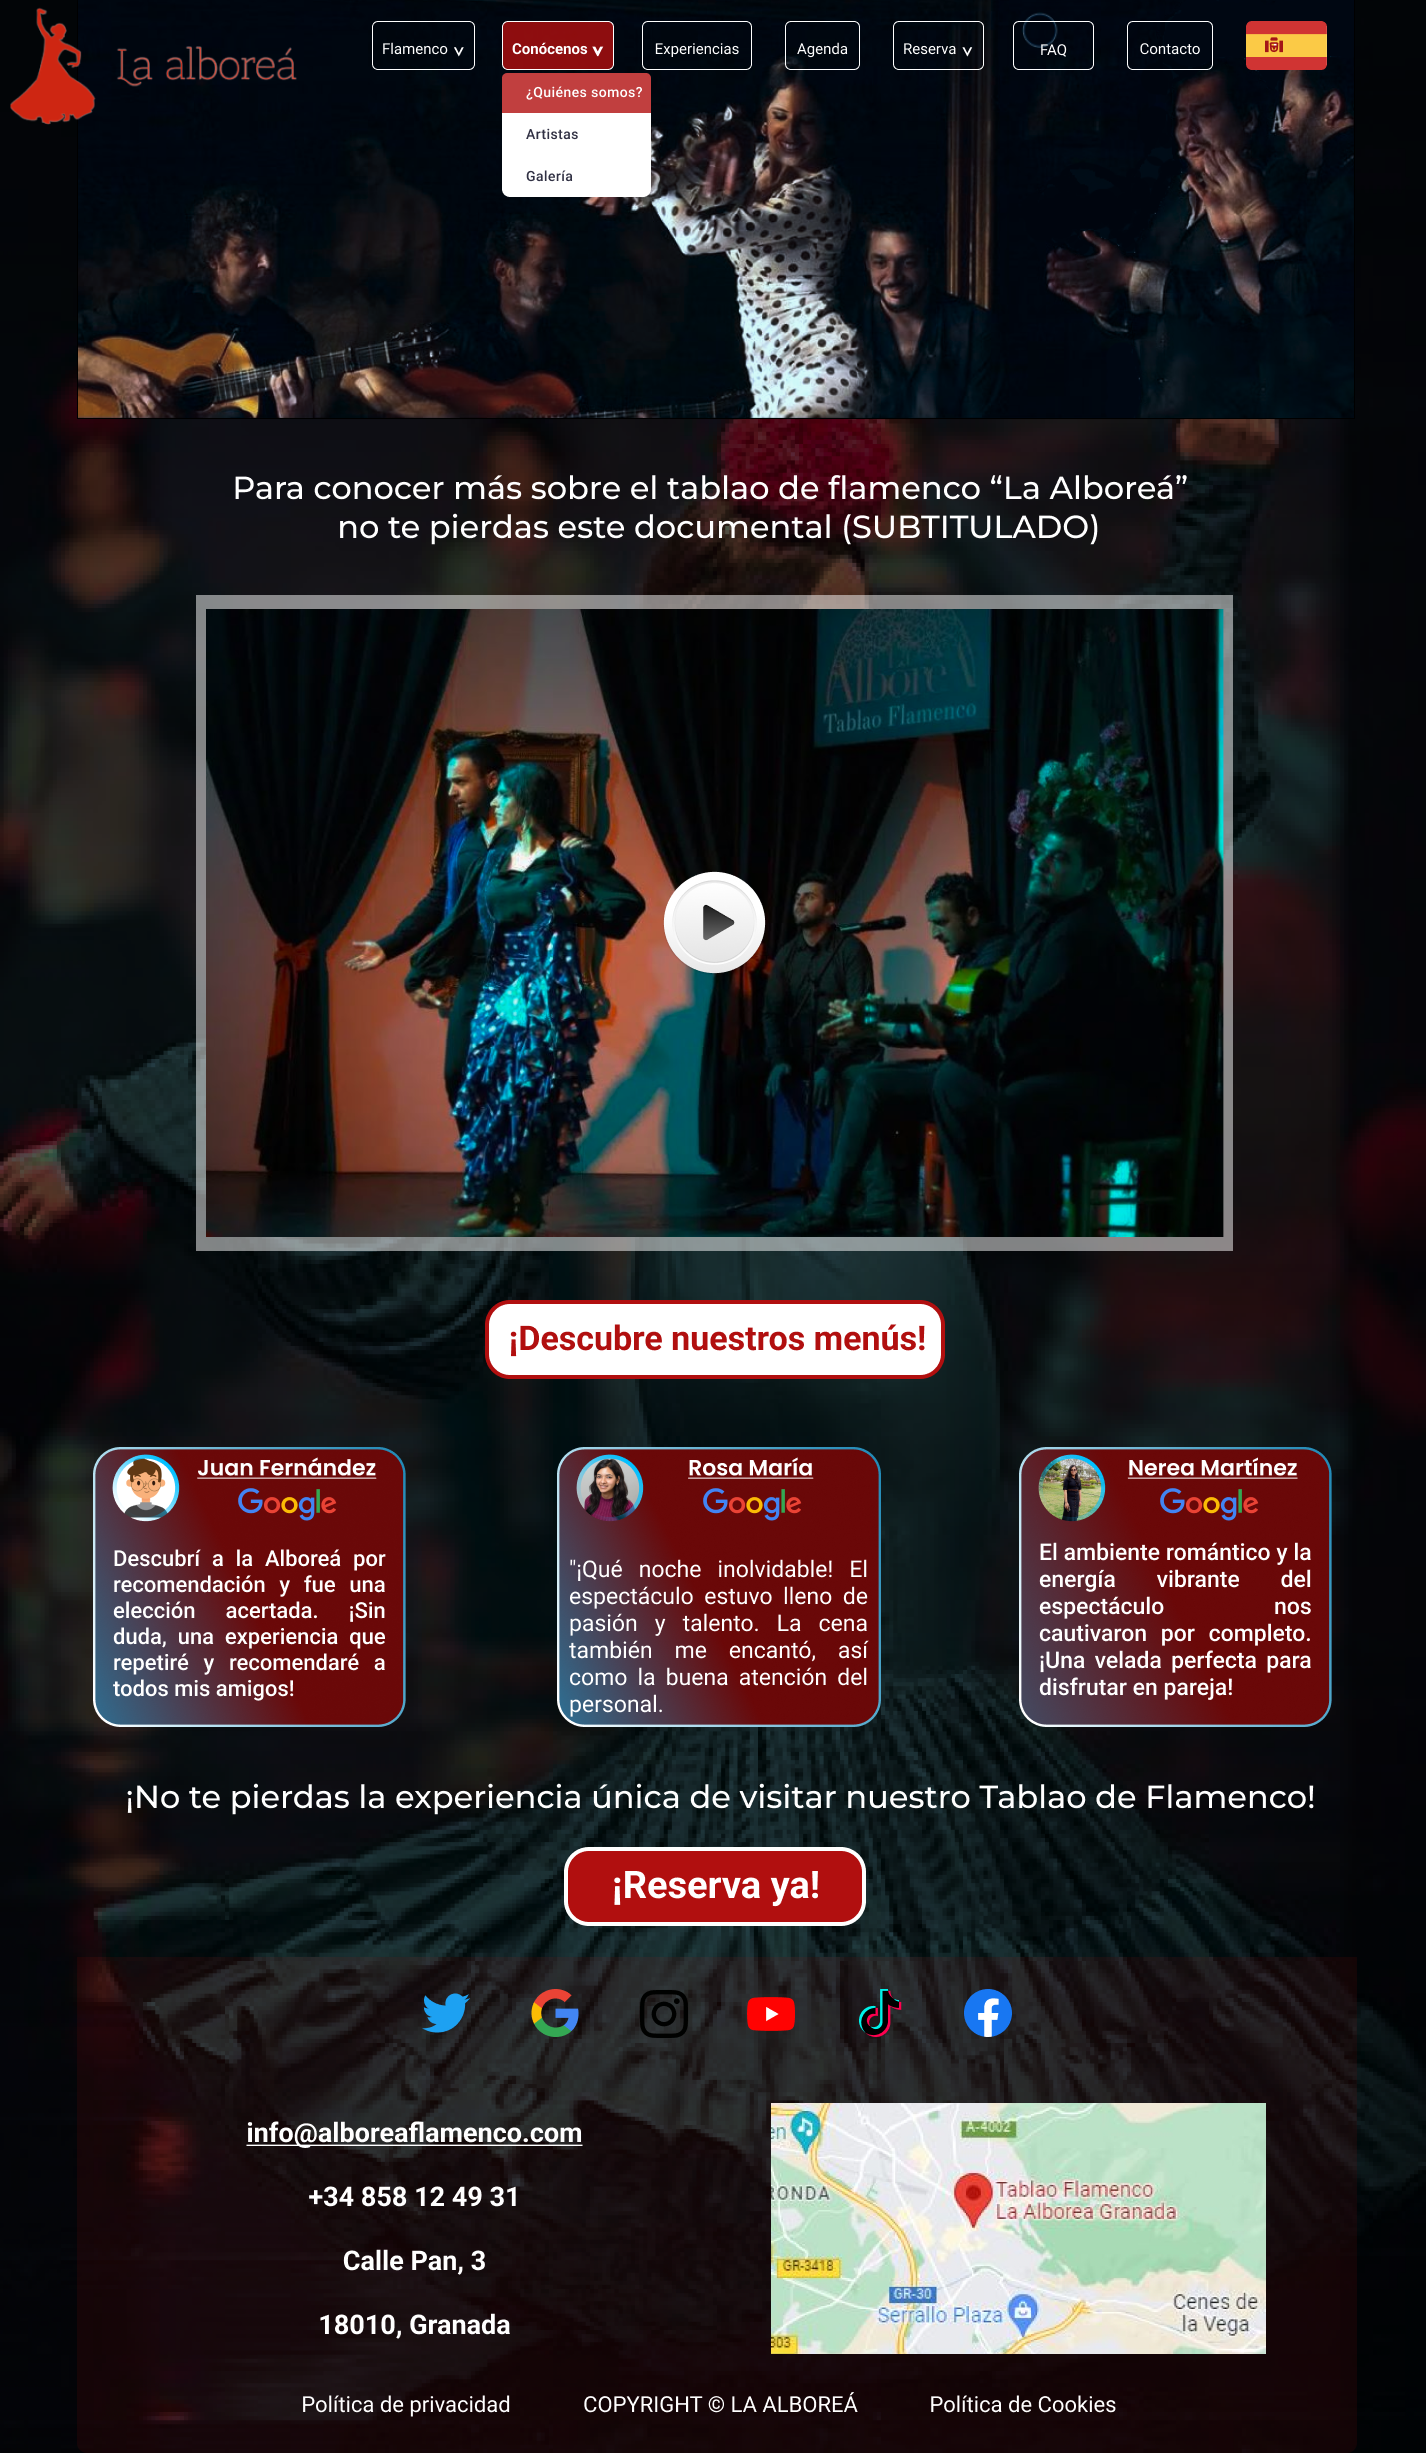 La alboreá
Flamenco
Conócenos
Experiencias
Agenda
Reserva
FAQ
Contacto
¿Quiénes somos?
Artistas
Galería
Para conocer más sobre el tablao de flamenco “La Alboreá”
no te pierdas este documental (SUBTITULADO)
La
AlboreA
Tablao Flamenco
¡Descubre nuestros menús!
Juan Fernández
Google
Descubrí a la Alboreá por
recomendación y fue una
elección acertada. ¡Sin
duda, una experiencia que
repetiré y recomendaré a
todos mis amigos!
Rosa María
Google
"¡Qué noche inolvidable! El
espectáculo estuvo lleno de
pasión y talento. La cena
también me encantó, así
como la buena atención del
personal.
Nerea Martínez
Google
El ambiente romántico y la
energía vibrante del
espectáculo nos
cautivaron por completo.
¡Una velada perfecta para
disfrutar en pareja!
¡No te pierdas la experiencia única de visitar nuestro Tablao de Flamenco!
¡Reserva ya!
info@alboreaflamenco.com
+34 858 12 49 31
Calle Pan, 3
18010, Granada
en
A-4002
RONDA
Tablao Flamenco
La Alborea Granada
GR-3418
GR-30
Serrallo Plaza
Cenes de
la Vega
303
Política de privacidad
COPYRIGHT © LA ALBOREÁ
Política de Cookies